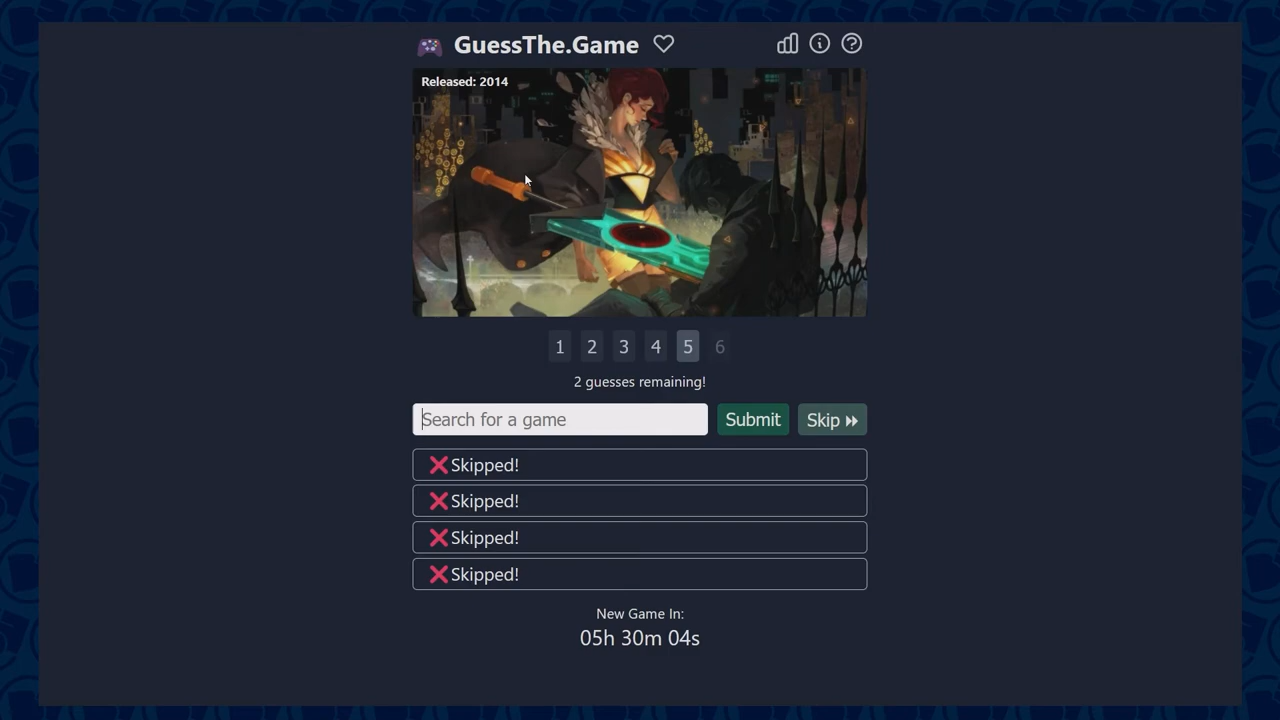 GuessThe.Game
Released: 2014
1 2 3 4 5 6
2 guesses remaining!
Search for a game
Submit
Skip
Skipped!
Skipped!
Skipped!
Skipped!
New Game In:
05h 30m 04s